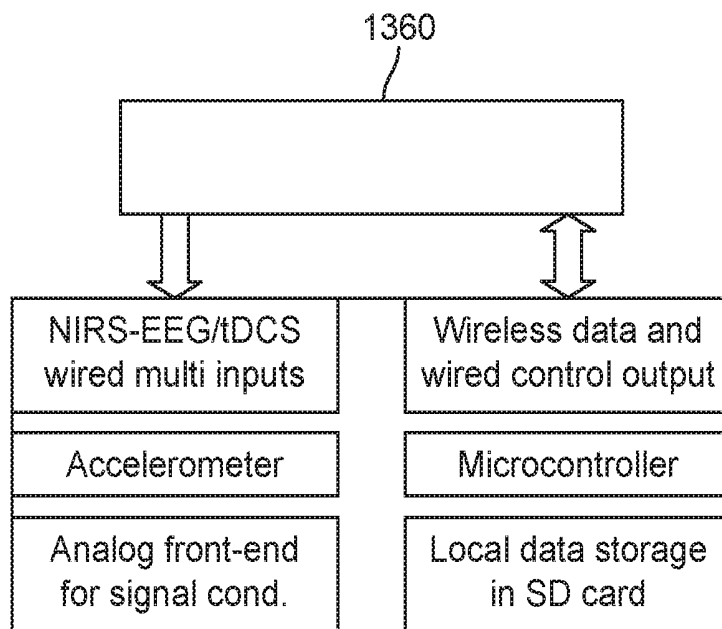 1360
NIRS-EEG/tDCS
wired multi inputs
Wireless data and
wired control output
Accelerometer
Microcontroller
Analog front-end
for signal cond.
Local data storage
in SD card